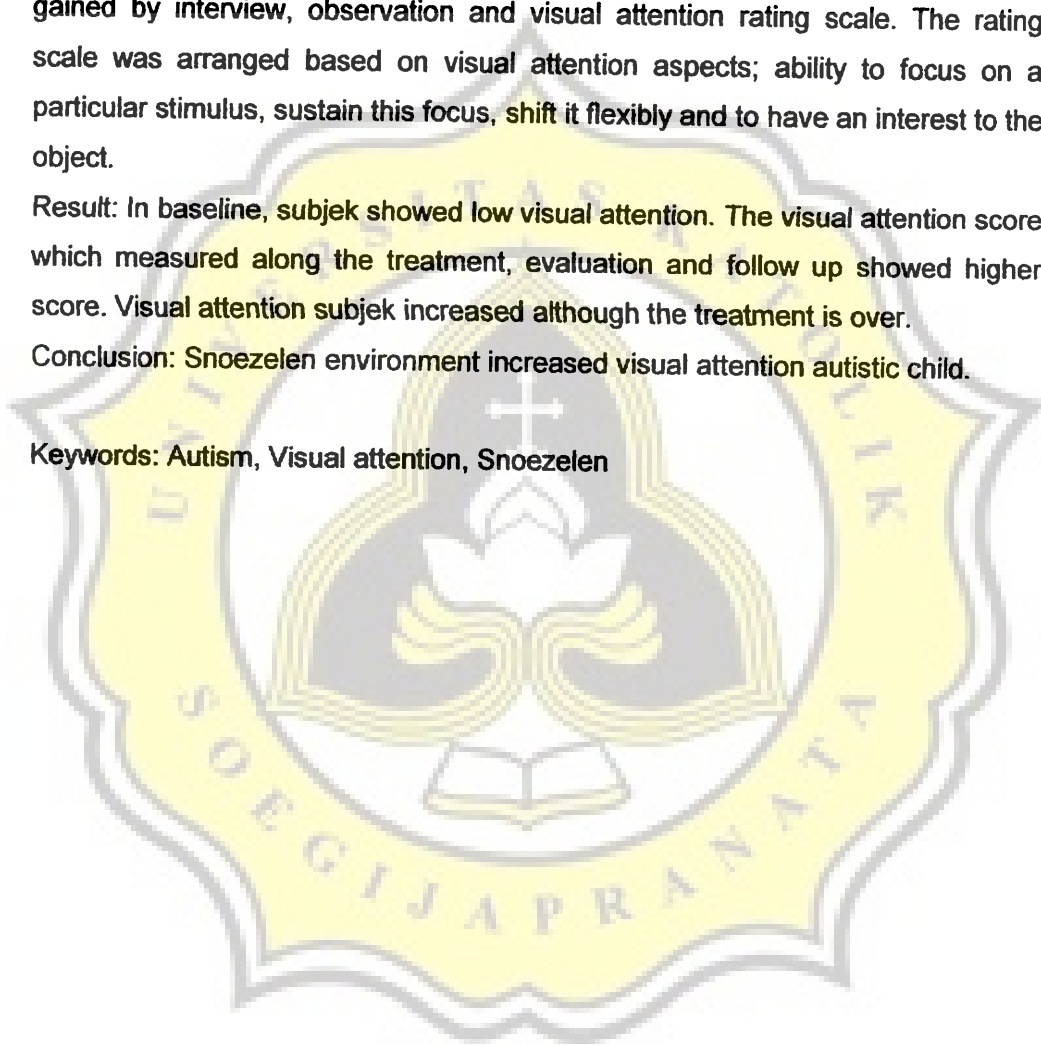 gained by interview, observation and visual attention rating scale. The rating
scale was arranged based on visual attention aspects; ability to focus on a
particular stimulus, sustain this focus, shift it flexibly and to have an interest to the
object.
Result: In baseline, subjek showed low visual attention. The visual attention score
which measured along the treatment, evaluation and follow up showed higher
score. Visual attention subjek increased although the treatment is over.
Conclusion: Snoezelen environment increased visual attention autistic child.
Keywords: Autism, Visual attention, Snoezelen
UNIVERSITAS KATOLIK
SOEGIJAPRANATA